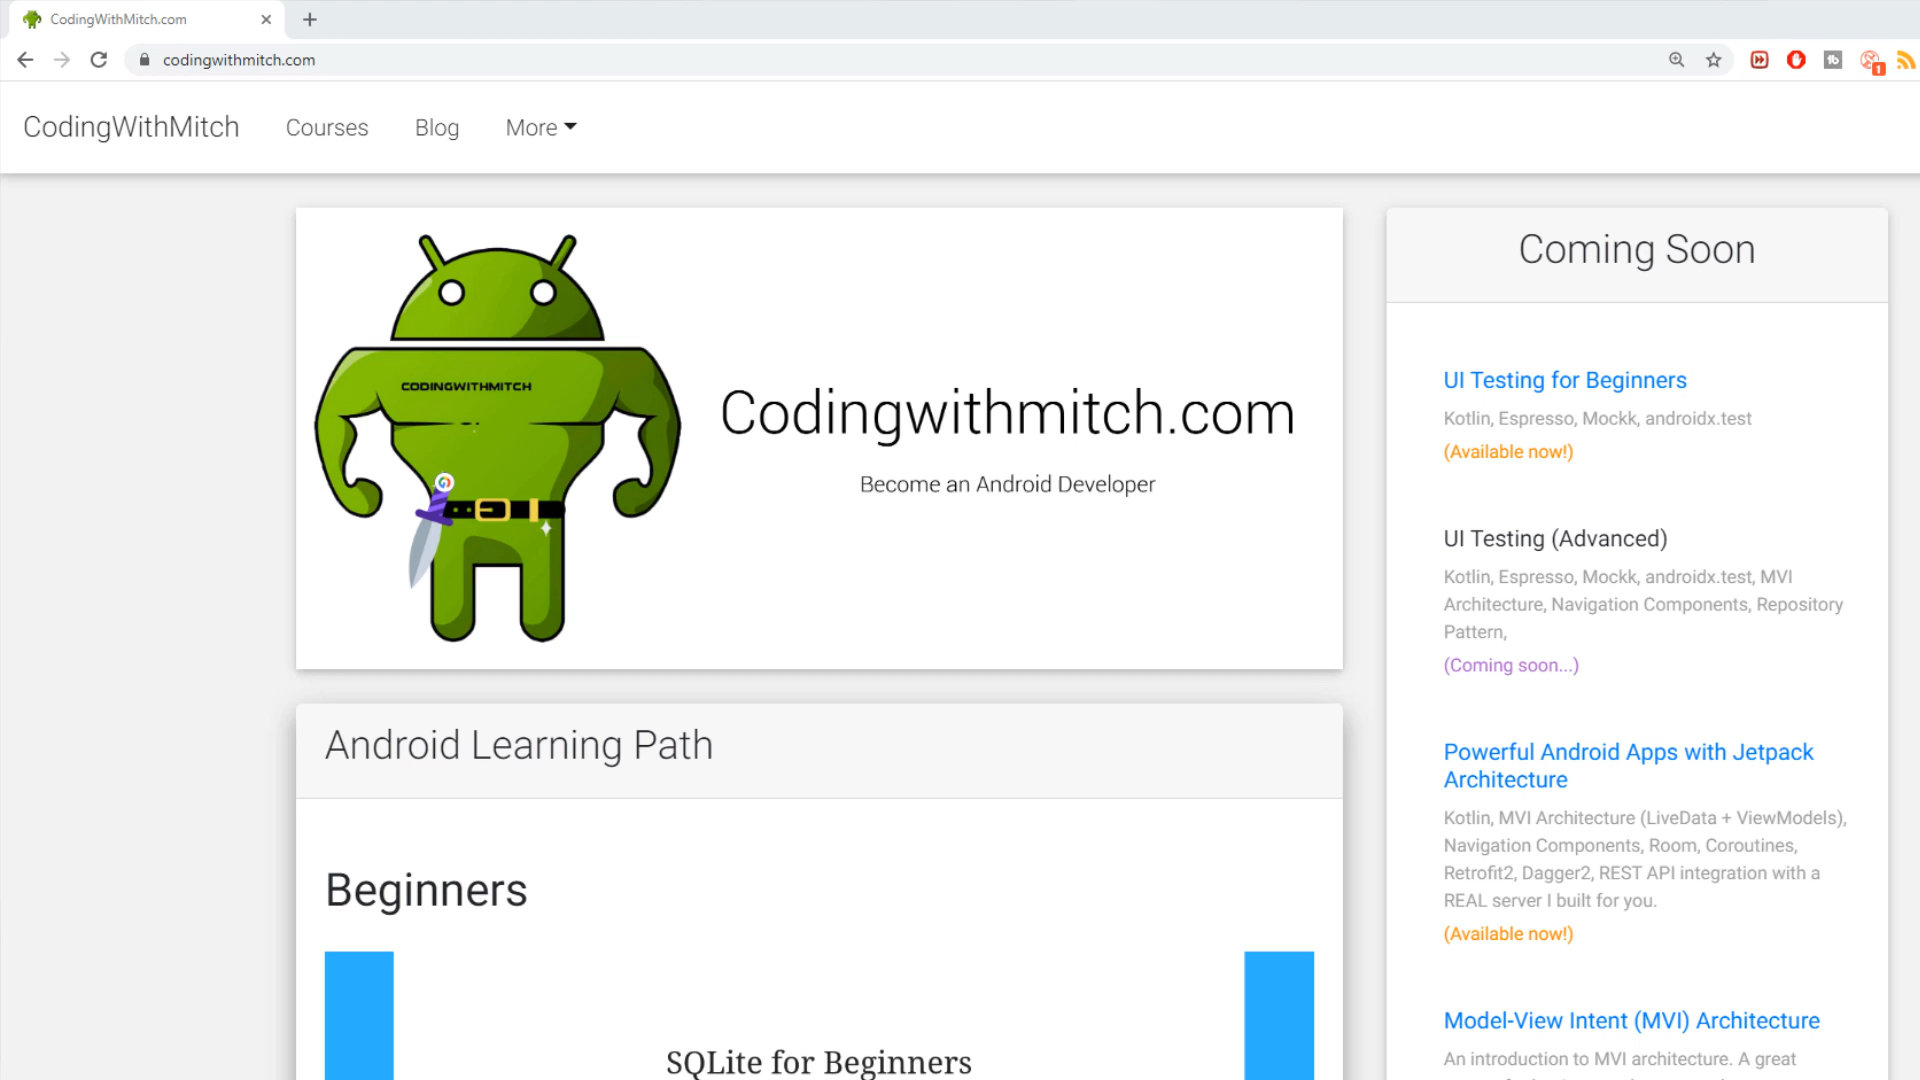 CodingWithMitch.com
codingwithmitch.com
1
CodingWithMitch
Courses
Blog
More
CODINGWITHMITCH
Codingwithmitch.com
Become an Android Developer
Android Learning Path
Beginners
SQLite for Beginners
Coming Soon
UI Testing for Beginners
Kotlin, Espresso, Mockk, androidx.test
(Available now!)
UI Testing (Advanced)
Kotlin, Espresso, Mockk, androidx.test, MVI
Architecture, Navigation Components, Repository
Pattern,
(Coming soon...)
Powerful Android Apps with Jetpack
Architecture
Kotlin, MVI Architecture (LiveData + ViewModels),
Navigation Components, Room, Coroutines,
Retrofit2, Dagger2, REST API integration with a
REAL server I built for you.
(Available now!)
Model-View Intent (MVI) Architecture
An introduction to MVI architecture. A great